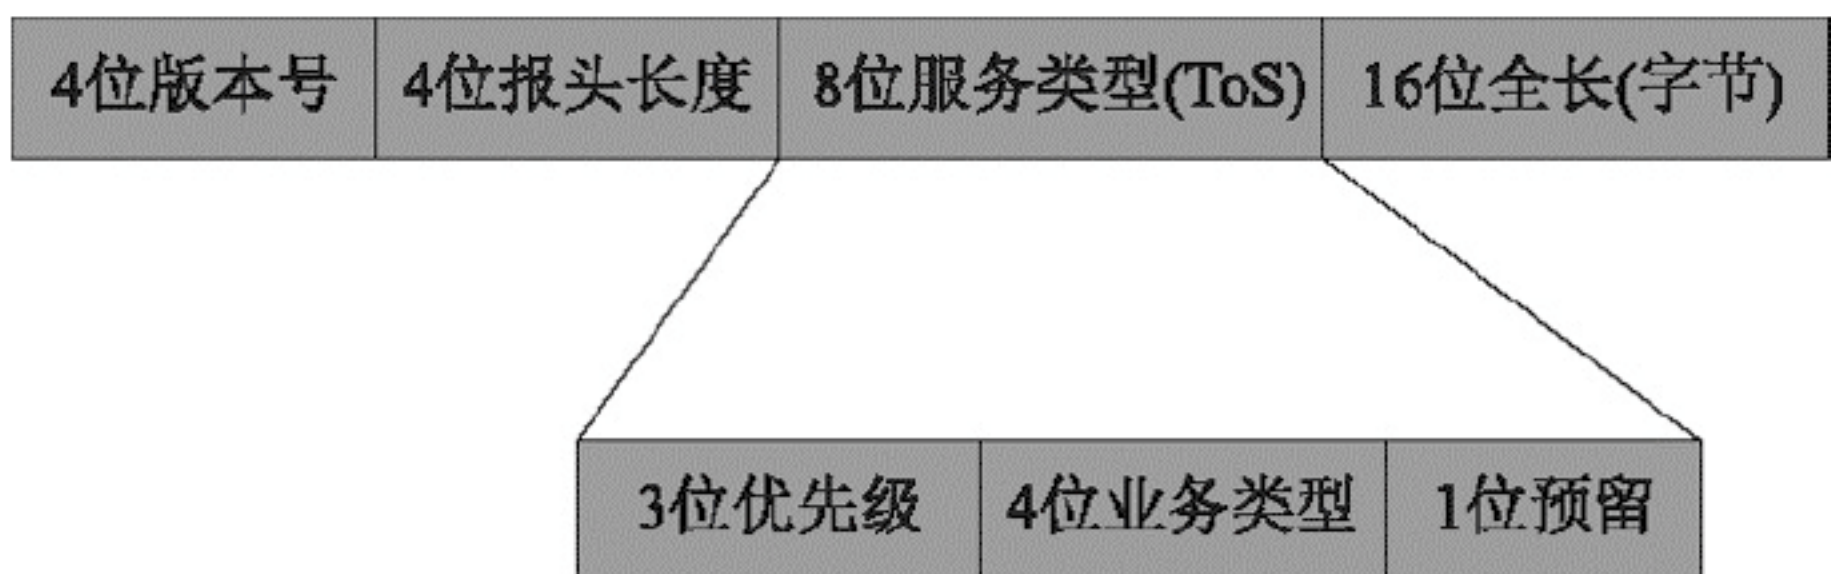 4位版本号 4位报头长度 8位服务类型(ToS) 16位全长(字节)
3位优先级 4位业务类型 1位预留